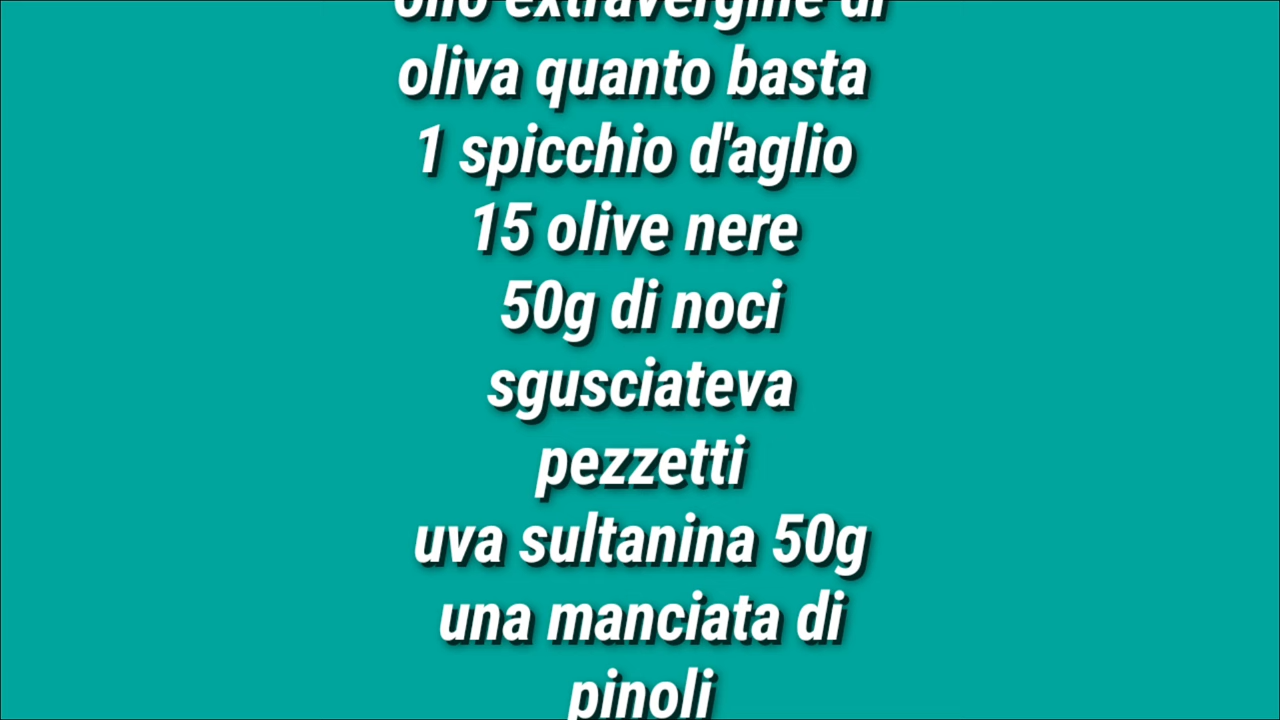 olio extravergine di
oliva quanto basta
1 spicchio d'aglio
15 olive nere
50g di noci
sgusciateva
pezzetti
uva sultanina 50g
una manciata di
pinoli